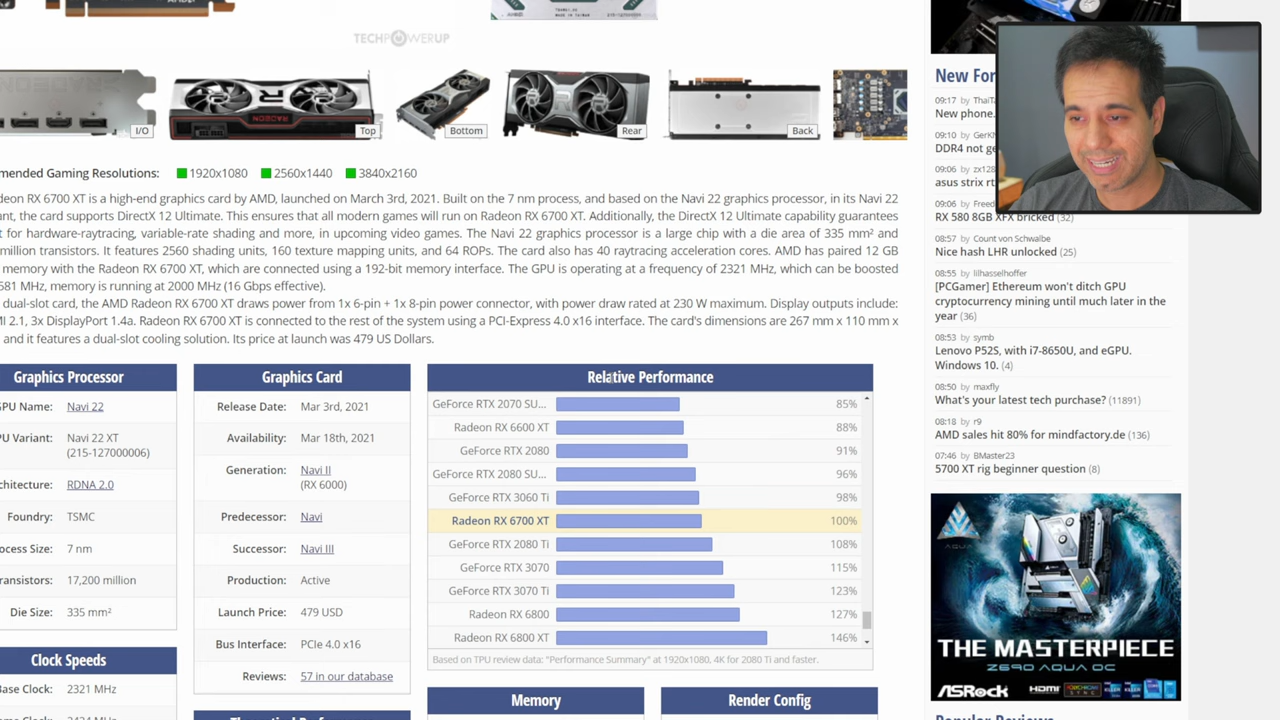 TECHPOWERUP
I/O
Top
Bottom
Rear
Back
mended Gaming Resolutions: 1920x1080 2560x1440 3840x2160
deon RX 6700 XT is a high-end graphics card by AMD, launched on March 3rd, 2021. Built on the 7 nm process, and based on the Navi 22 graphics processor, in its Navi 22
nt, the card supports DirectX 12 Ultimate. This ensures that all modern games will run on Radeon RX 6700 XT. Additionally, the DirectX 12 Ultimate capability guarantees
t for hardware-raytracing, variable-rate shading and more, in upcoming video games. The Navi 22 graphics processor is a large chip with a die area of 335 mm² and
million transistors. It features 2560 shading units, 160 texture mapping units, and 64 ROPs. The card also has 40 raytracing acceleration cores. AMD has paired 12 GB
memory with the Radeon RX 6700 XT, which are connected using a 192-bit memory interface. The GPU is operating at a frequency of 2321 MHz, which can be boosted
581 MHz, memory is running at 2000 MHz (16 Gbps effective).
dual-slot card, the AMD Radeon RX 6700 XT draws power from 1x 6-pin + 1x 8-pin power connector, with power draw rated at 230 W maximum. Display outputs include:
MI 2.1, 3x DisplayPort 1.4a. Radeon RX 6700 XT is connected to the rest of the system using a PCI-Express 4.0 x16 interface. The card's dimensions are 267 mm x 110 mm x
and it features a dual-slot cooling solution. Its price at launch was 479 US Dollars.
Graphics Processor
GPU Name: Navi 22
PU Variant: Navi 22 XT
(215-127000006)
chitecture: RDNA 2.0
Foundry: TSMC
ocess Size: 7 nm
ansistors: 17,200 million
Die Size: 335 mm²
Clock Speeds
Base Clock: 2321 MHz
Graphics Card
Release Date: Mar 3rd, 2021
Availability: Mar 18th, 2021
Generation: Navi II
(RX 6000)
Predecessor: Navi
Successor: Navi III
Production: Active
Launch Price: 479 USD
Bus Interface: PCIe 4.0 x16
Reviews: 57 in our database
Relative Performance
GeForce RTX 2070 SU... 85%
Radeon RX 6600 XT 88%
GeForce RTX 2080 91%
GeForce RTX 2080 SU... 96%
GeForce RTX 3060 Ti 98%
Radeon RX 6700 XT 100%
GeForce RTX 2080 Ti 108%
GeForce RTX 3070 115%
GeForce RTX 3070 Ti 123%
Radeon RX 6800 127%
Radeon RX 6800 XT 146%
Based on TPU review data: "Performance Summary" at 1920x1080, 4K for 2080 Ti and faster.
Memory
Render Config
New For
09:17 by ThaiTa
New phone.
09:10 by GerK
DDR4 not ge
09:06 by zx128
asus strix rt
09:06 by Freed
RX 580 8GB XFX bricked (32)
08:57 by Count von Schwalbe
Nice hash LHR unlocked (25)
08:55 by lilhasselhoffer
[PCGamer] Ethereum won't ditch GPU
cryptocurrency mining until much later in the
year (36)
08:53 by symb
Lenovo P52S, with i7-8650U, and eGPU.
Windows 10. (4)
08:50 by maxfly
What's your latest tech purchase? (11891)
08:18 by r9
AMD sales hit 80% for mindfactory.de (136)
07:46 by BMaster23
5700 XT rig beginner question (8)
AQUA
THE MASTERPIECE
Z690 AQUA OC
ASRock HDMI